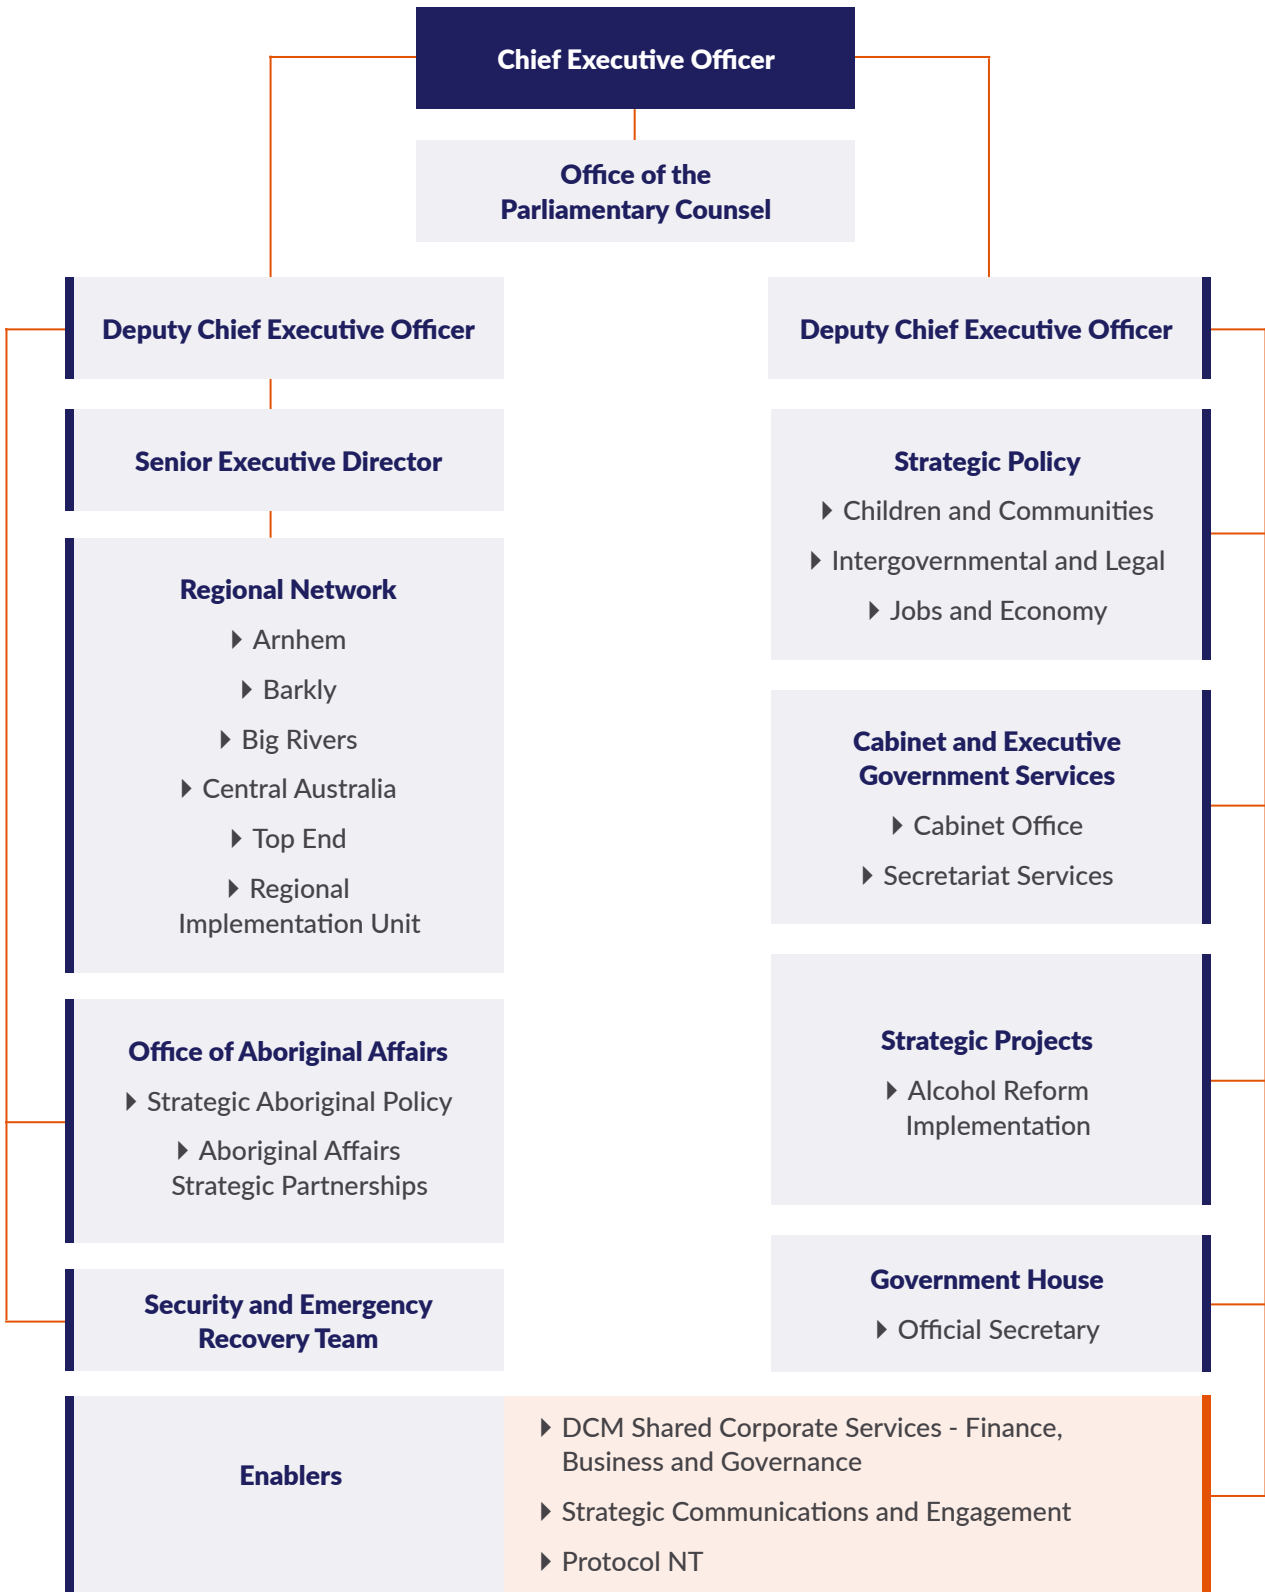 Chief Executive Officer
Office of the
Parliamentary Counsel
Deputy Chief Executive Officer
Senior Executive Director
Regional Network
Arnhem
Barkly
Big Rivers
Central Australia
Top End
Regional
Implementation Unit
Office of Aboriginal Affairs
Strategic Aboriginal Policy
Aboriginal Affairs
Strategic Partnerships
Security and Emergency
Recovery Team
Deputy Chief Executive Officer
Strategic Policy
Children and Communities
Intergovernmental and Legal
Jobs and Economy
Cabinet and Executive
Government Services
Cabinet Office
Secretariat Services
Strategic Projects
Alcohol Reform
Implementation
Government House
Official Secretary
Enablers
DCM Shared Corporate Services - Finance,
Business and Governance
Strategic Communications and Engagement
Protocol NT